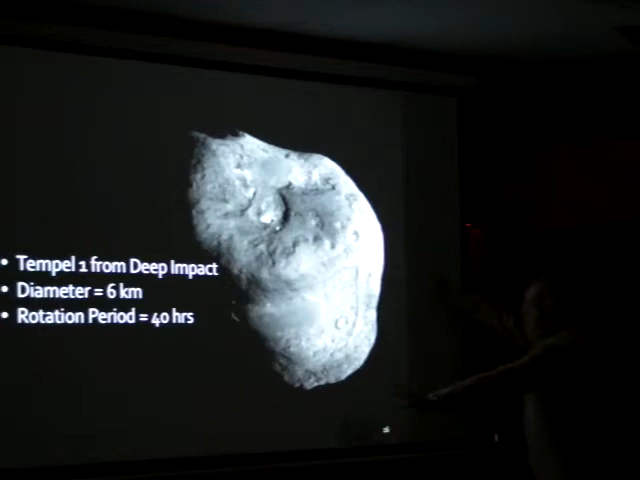 • Tempel 1 from Deep Impact
• Diameter = 6 km
• Rotation Period = 40 hrs